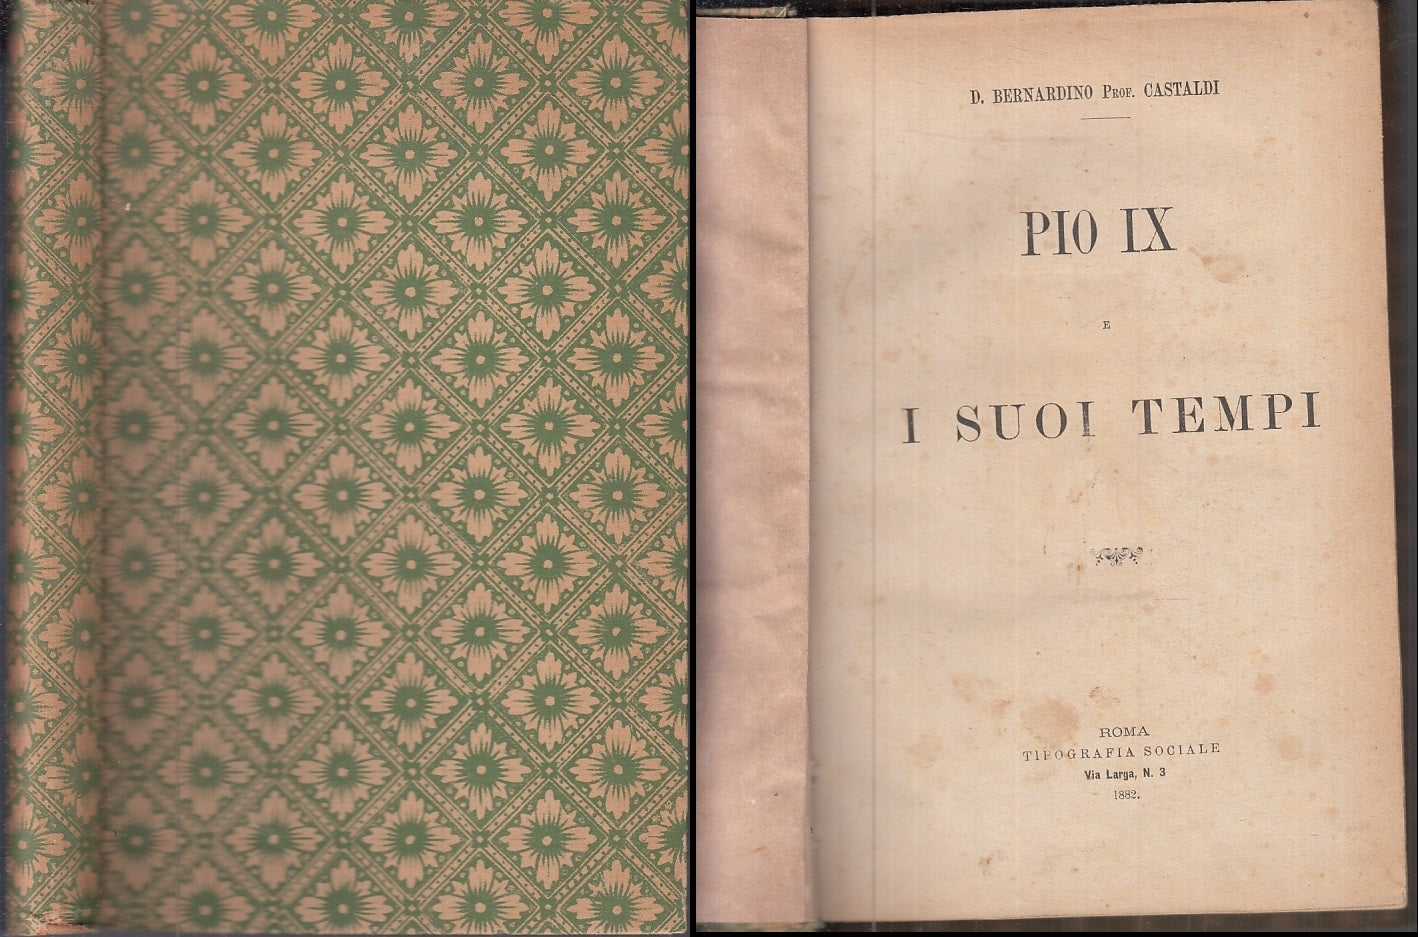 D. BERNARDINO PROF. CASTALDI
PIO IX
E
I SUOI TEMPI
ROMA
TIPOGRAFIA SOCIALE
Via Larga, N. 3
1882.